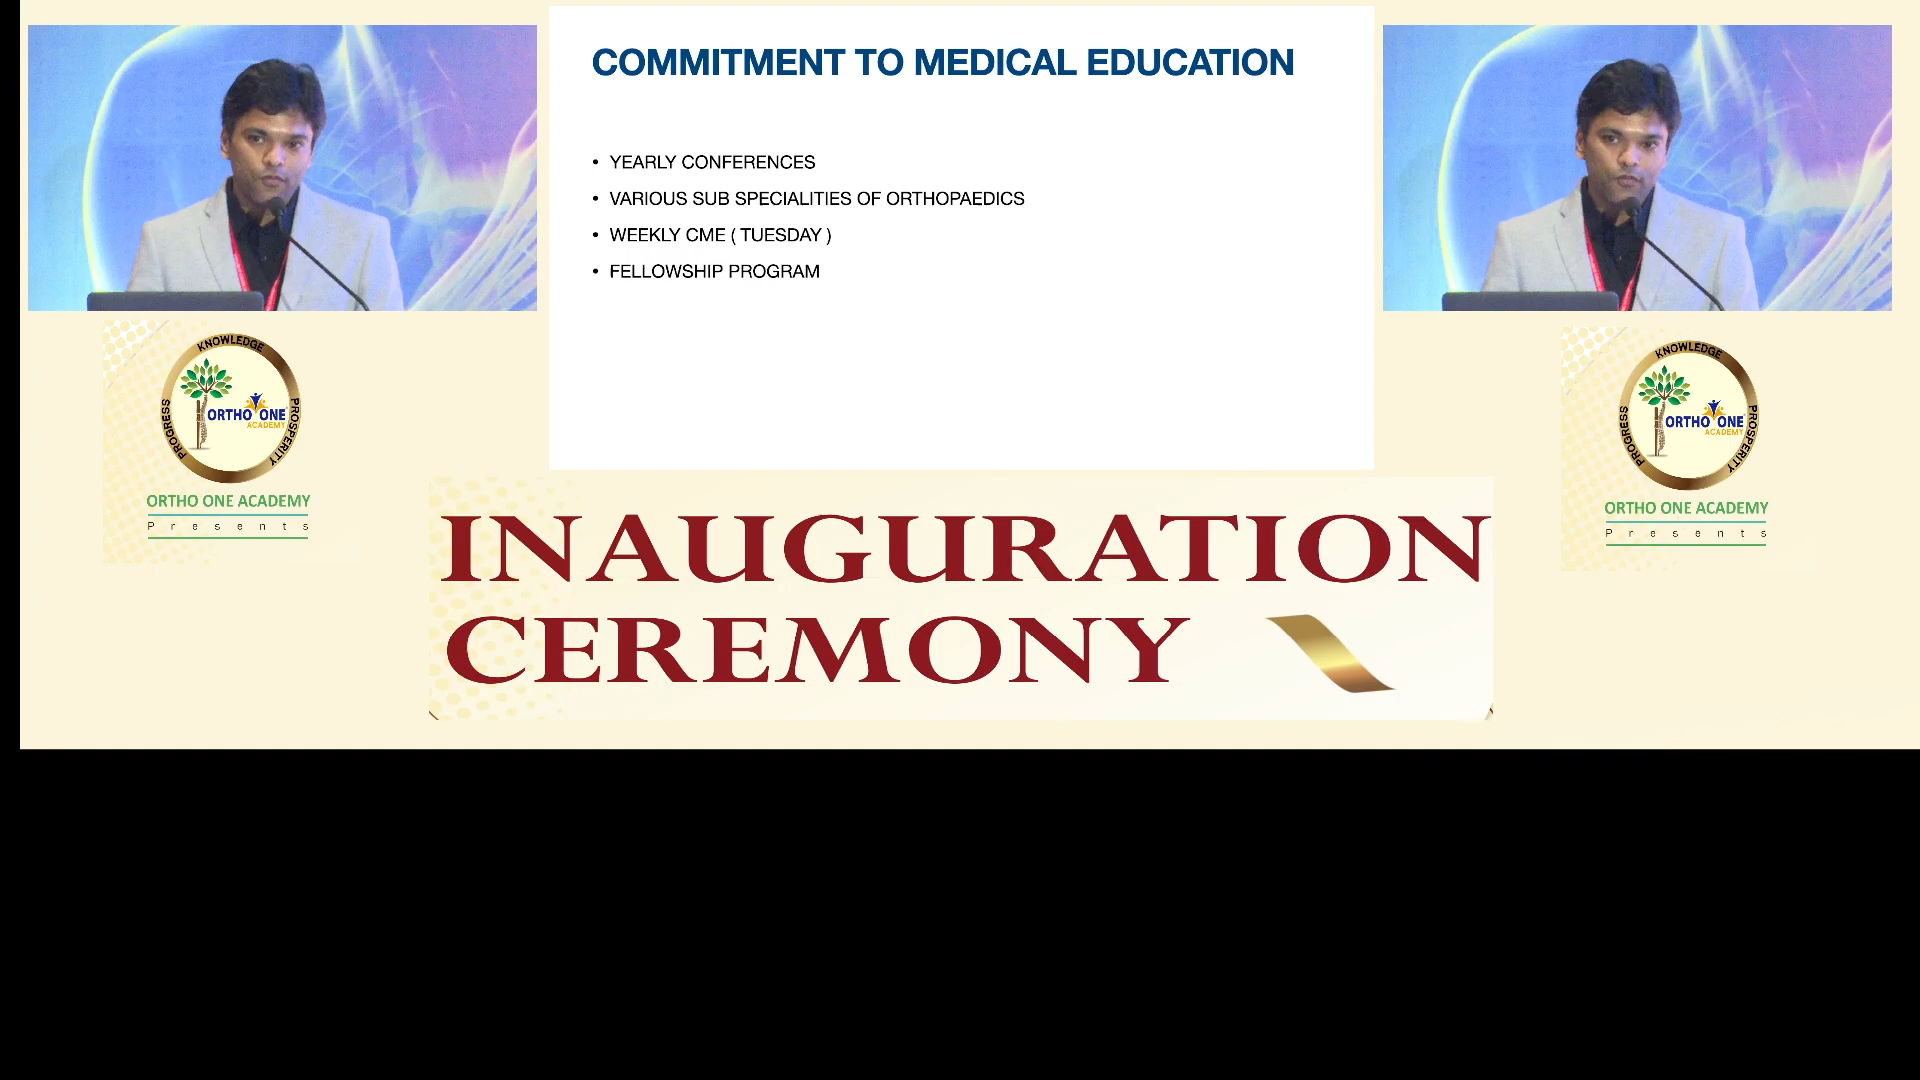 COMMITMENT TO MEDICAL EDUCATION
• YEARLY CONFERENCES
• VARIOUS SUB SPECIALITIES OF ORTHOPAEDICS
• WEEKLY CME ( TUESDAY )
• FELLOWSHIP PROGRAM
KNOWLEDGE
PROGRESS
PROSPERITY
ORTHO ONE
ACADEMY
ORTHO ONE ACADEMY
Presents
KNOWLEDGE
PROGRESS
PROSPERITY
ORTHO ONE
ACADEMY
ORTHO ONE ACADEMY
Presents
INAUGURATION
CEREMONY